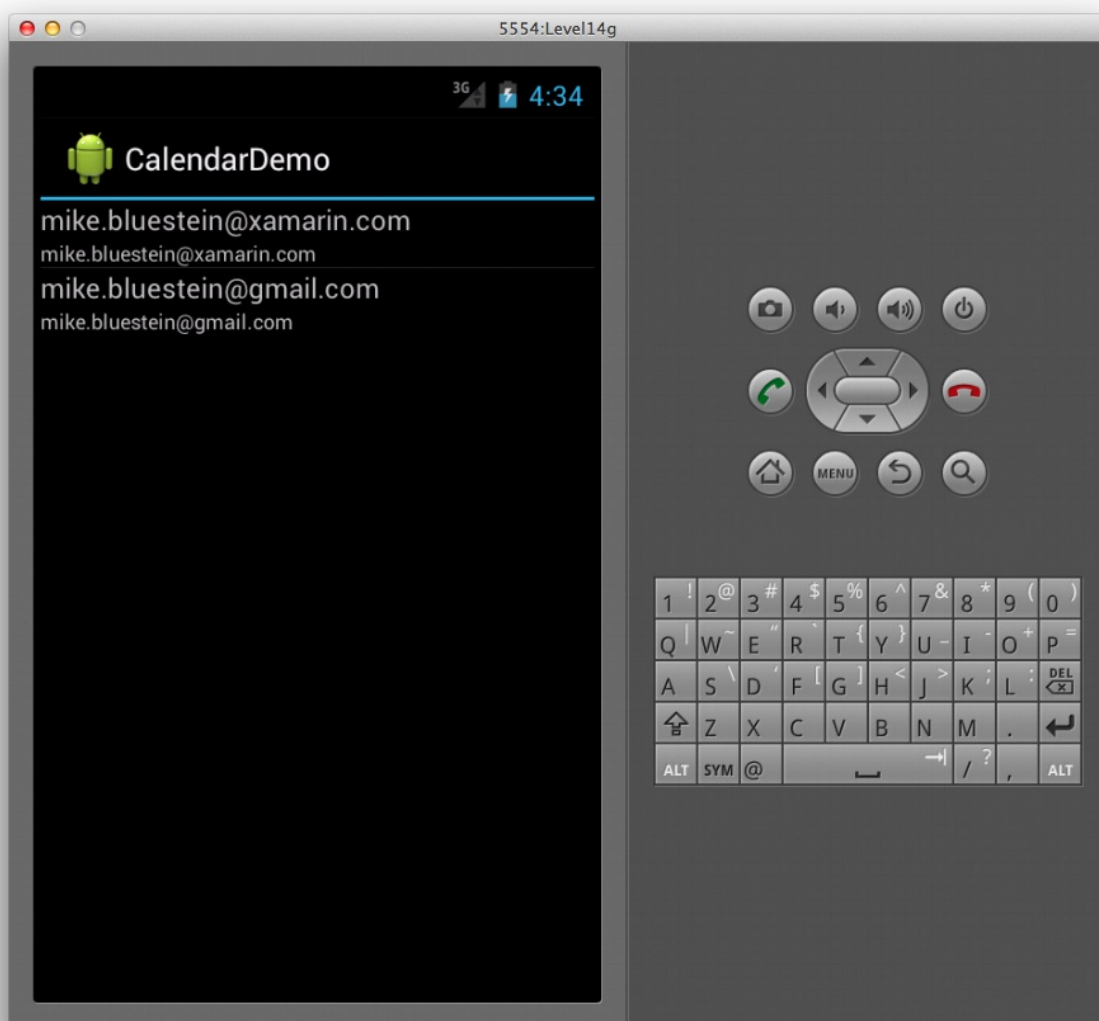 5554:Level14g
3G 4:34
CalendarDemo
mike.bluestein@xamarin.com
mike.bluestein@xamarin.com
mike.bluestein@gmail.com
mike.bluestein@gmail.com
MENU
1 ! 2 @ 3 # 4 $ 5 % 6 ^ 7 & 8 * 9 ( 0 )
Q | W ~ E " R ` T { Y } U _ I - O + P =
A S \ D ' F [ G ] H < J > K ; L : DEL
Z X C V B N M .
ALT SYM @ / ? , ALT